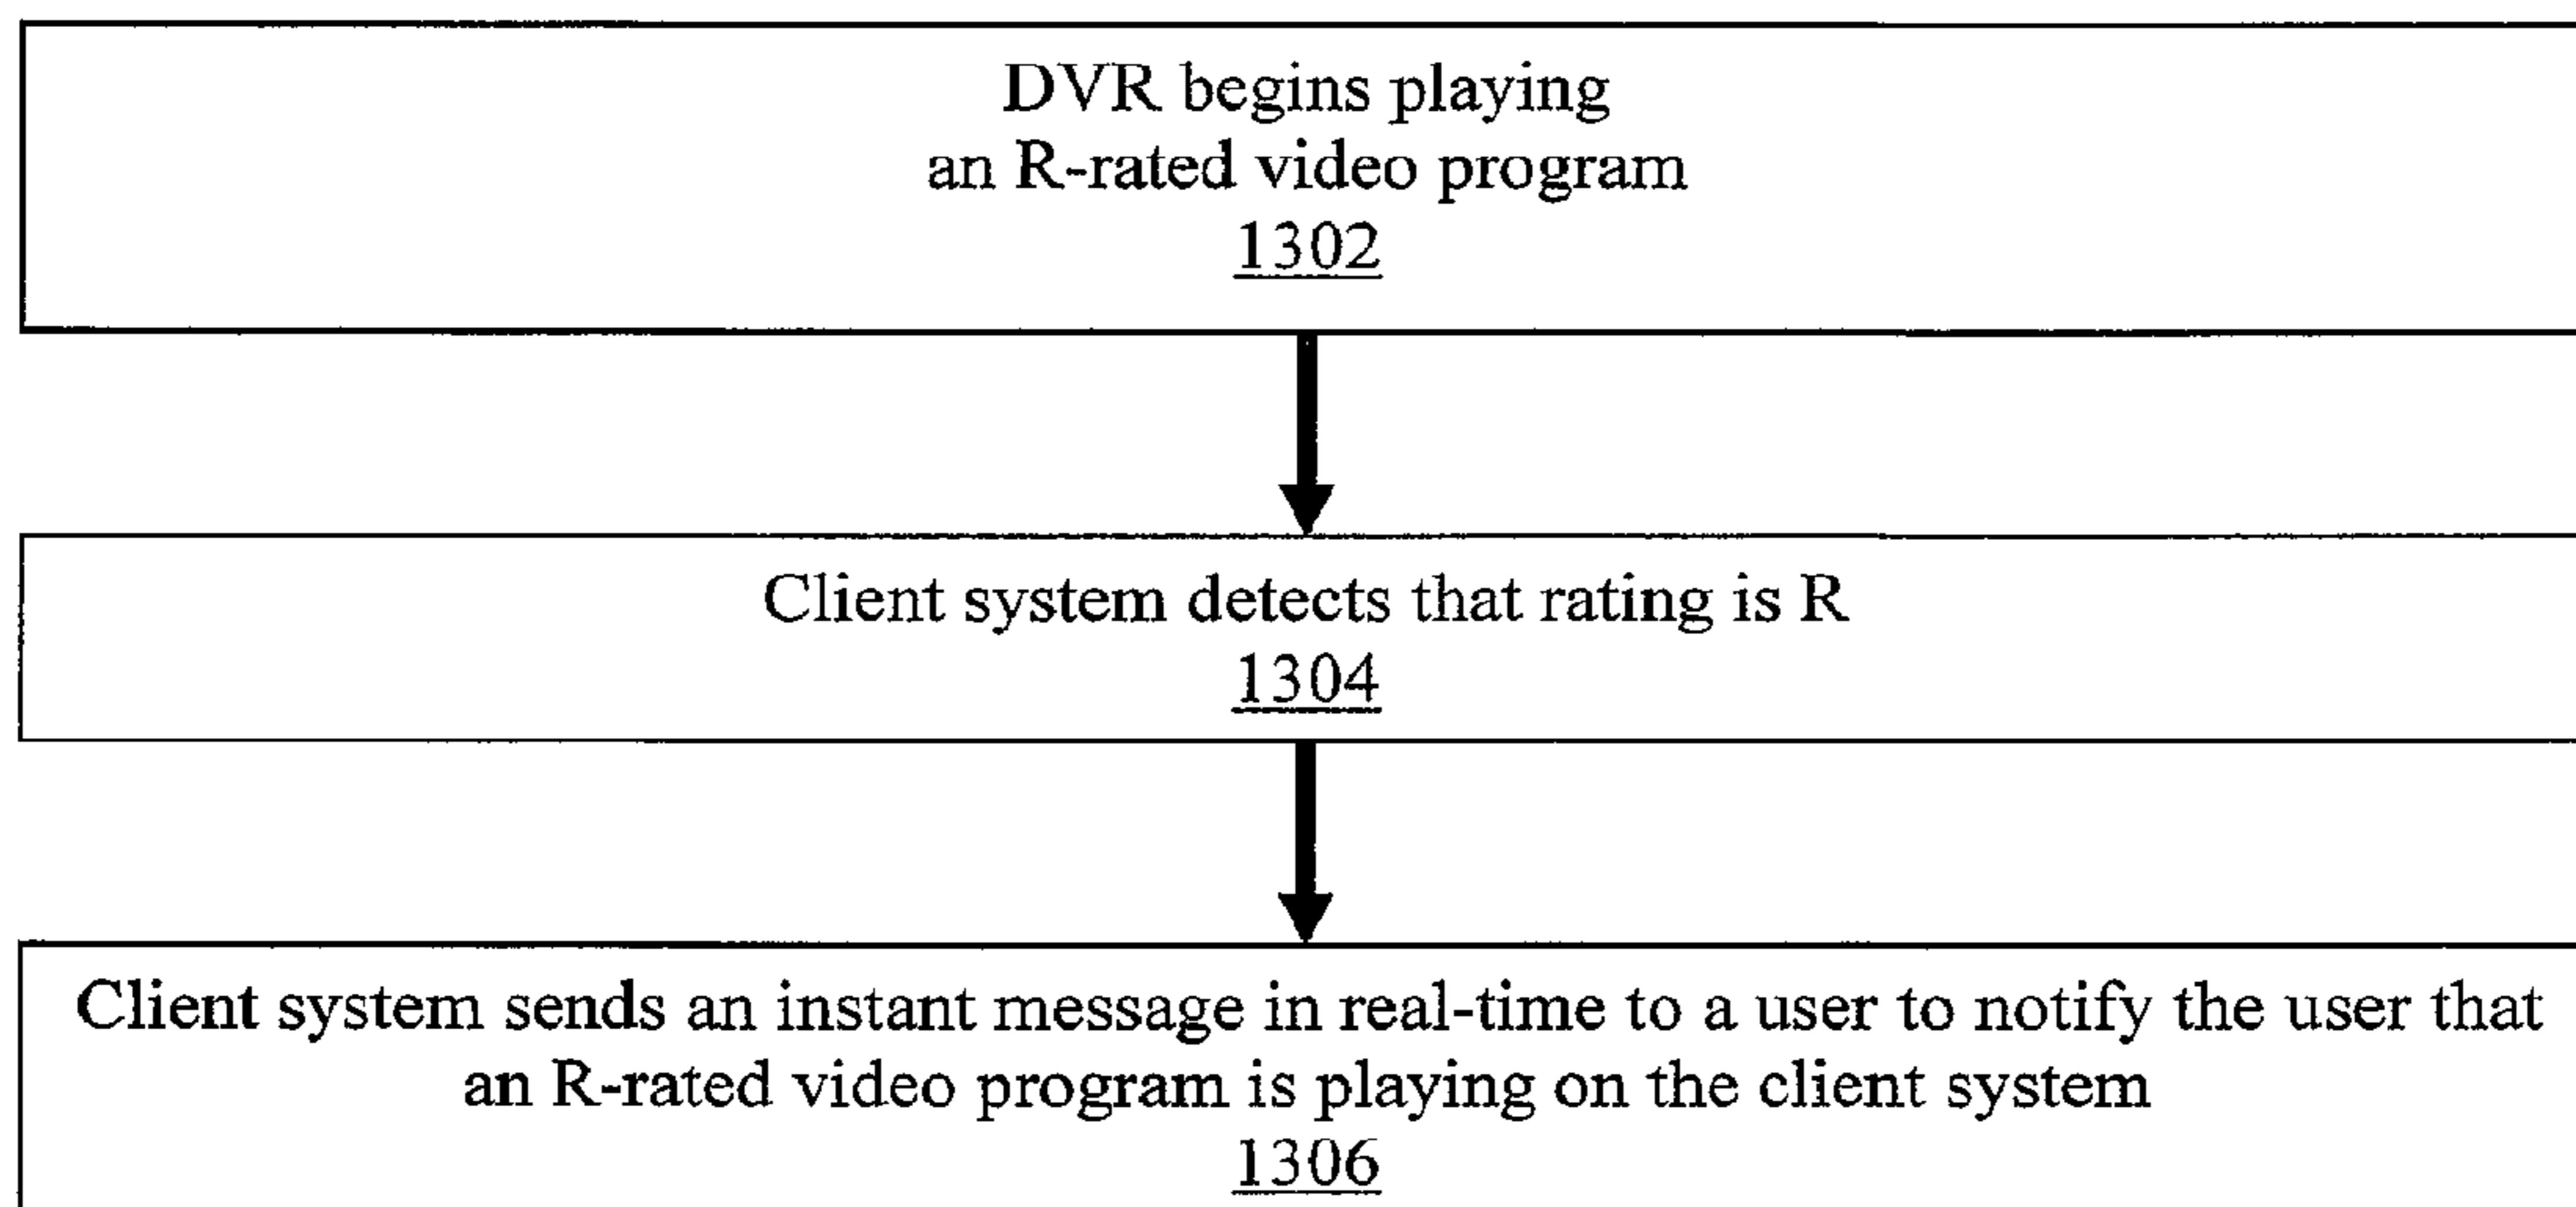 DVR begins playing
an R-rated video program
1302
Client system detects that rating is R
1304
Client system sends an instant message in real-time to a user to notify the user that
an R-rated video program is playing on the client system
1306